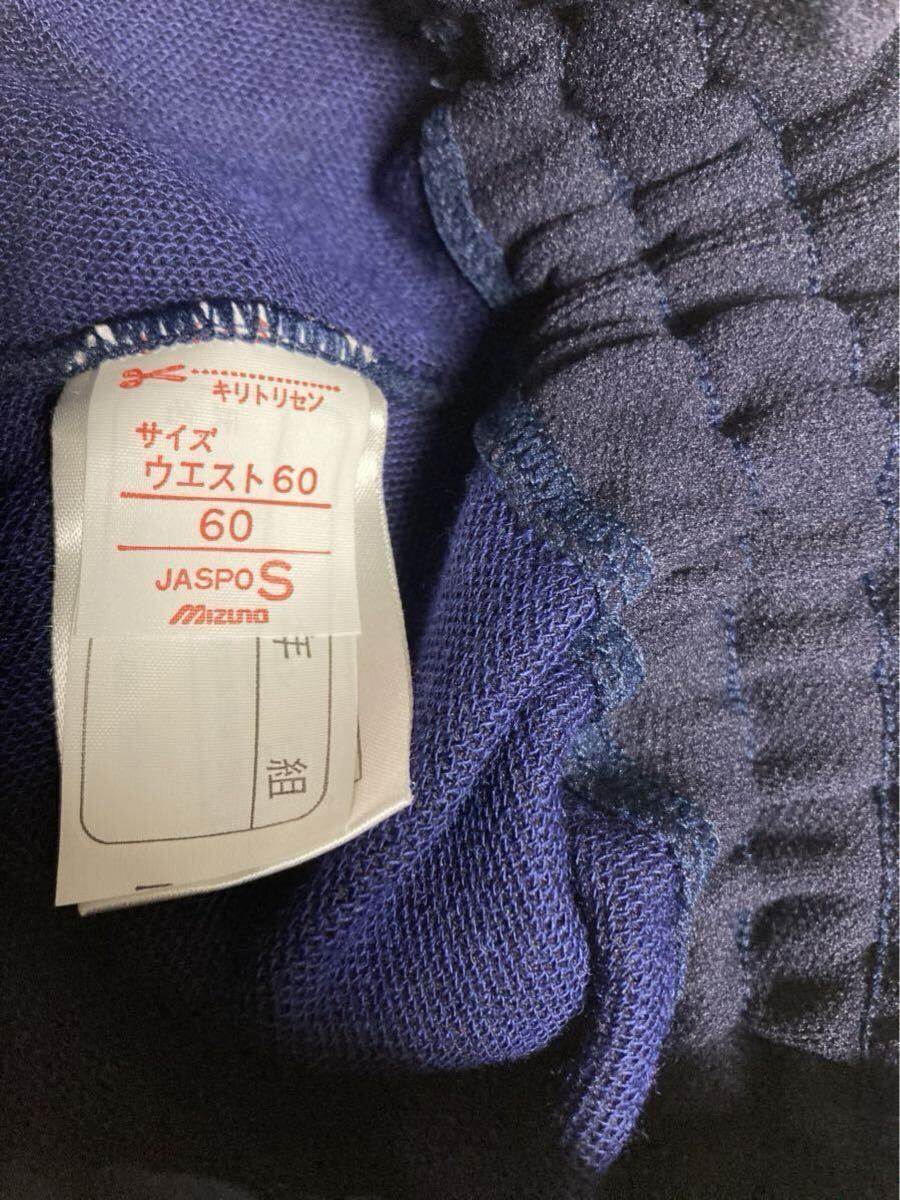 キリトリセン
サイズ
ウエスト60
60
JASPO S
mizuno
年
組